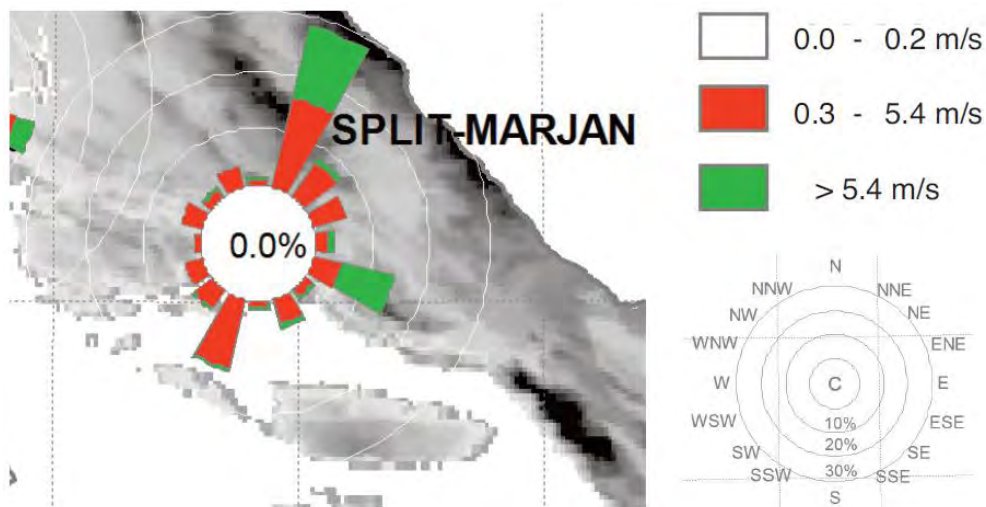 SPLIT-MARJAN
0.0%
0.0 - 0.2 m/s
0.3 - 5.4 m/s
> 5.4 m/s
N
NNW NNE
NW NE
WNW ENE
W C E
10%
WSW ESE
20%
SW SE
30%
SSW SSE
S